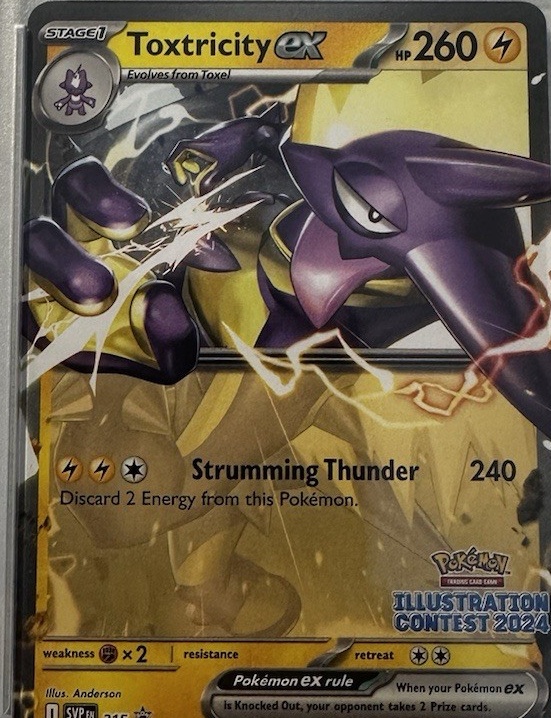 STAGE1
Toxtricity ex
HP 260
Evolves from Toxel
Strumming Thunder 240
Discard 2 Energy from this Pokémon.
POKÉMON
TRADING CARD GAME
ILLUSTRATION
CONTEST 2024
weakness ×2 resistance retreat
Pokémon ex rule
When your Pokémon ex
is Knocked Out, your opponent takes 2 Prize cards.
Illus. Anderson
SVP EN